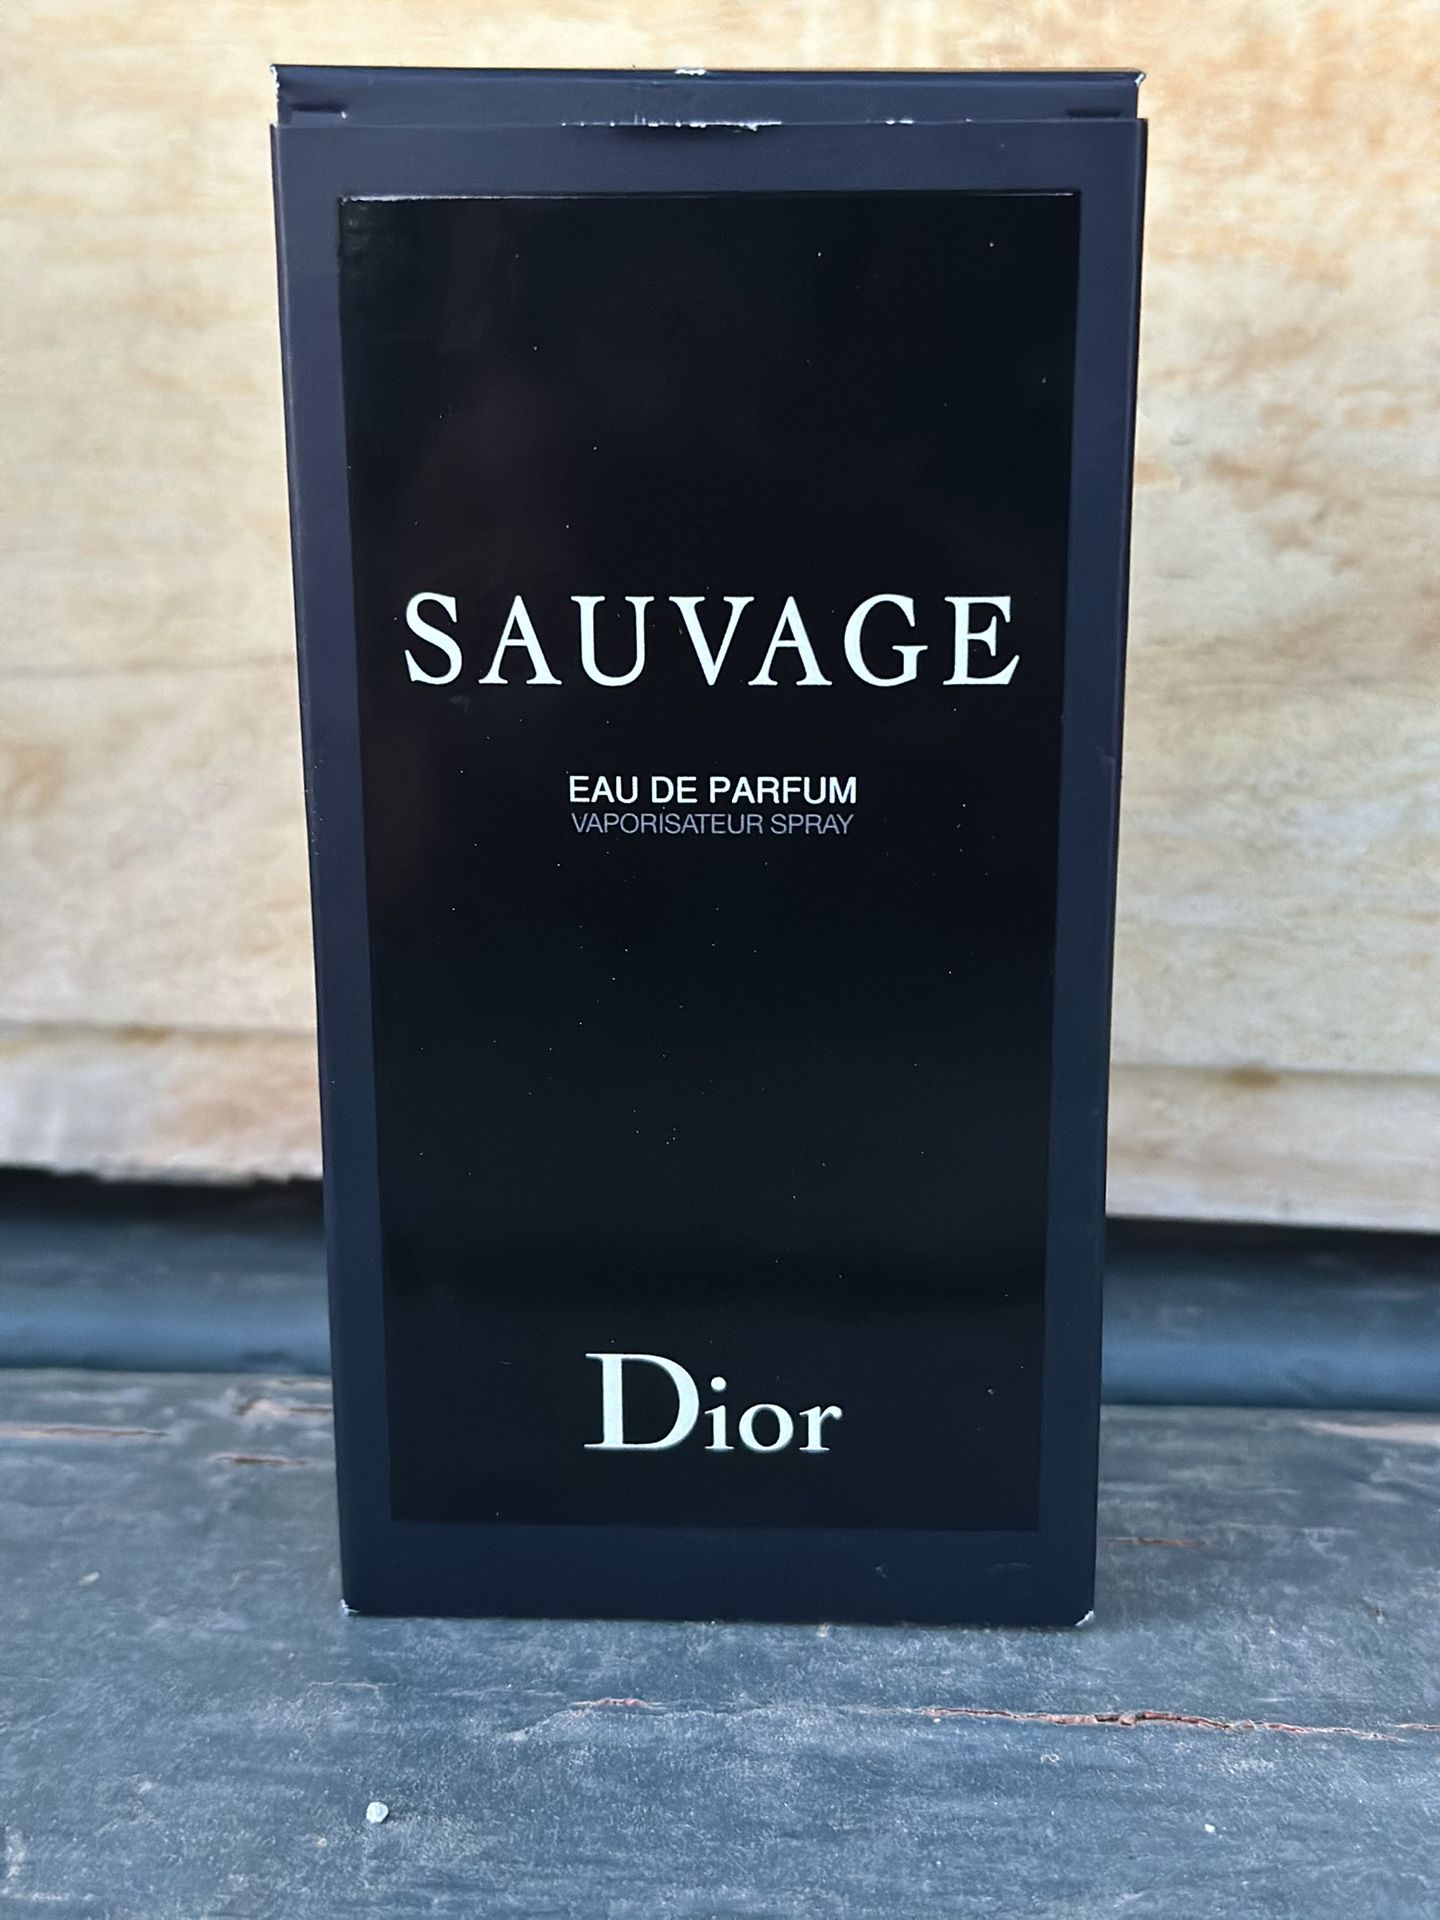 SAUVAGE
EAU DE PARFUM
VAPORISATEUR SPRAY
Dior